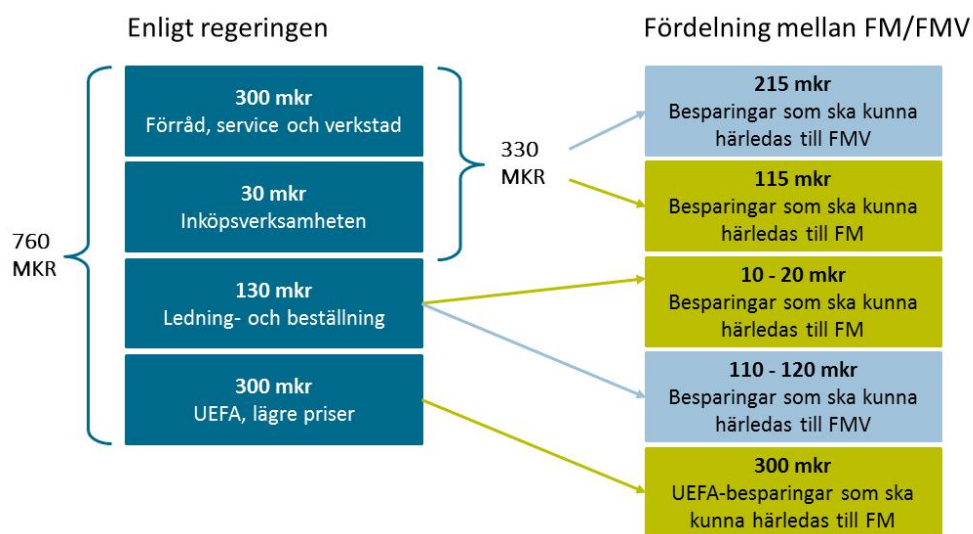 Enligt regeringen
Fördelning mellan FM/FMV
760
MKR
300 mkr
Förråd, service och verkstad
30 mkr
Inköpsverksamheten
130 mkr
Ledning- och beställning
300 mkr
UEFA, lägre priser
330
MKR
215 mkr
Besparingar som ska kunna
härledas till FMV
115 mkr
Besparingar som ska kunna
härledas till FM
10 - 20 mkr
Besparingar som ska kunna
härledas till FM
110 - 120 mkr
Besparingar som ska kunna
härledas till FMV
300 mkr
UEFA-besparingar som ska
kunna härledas till FM